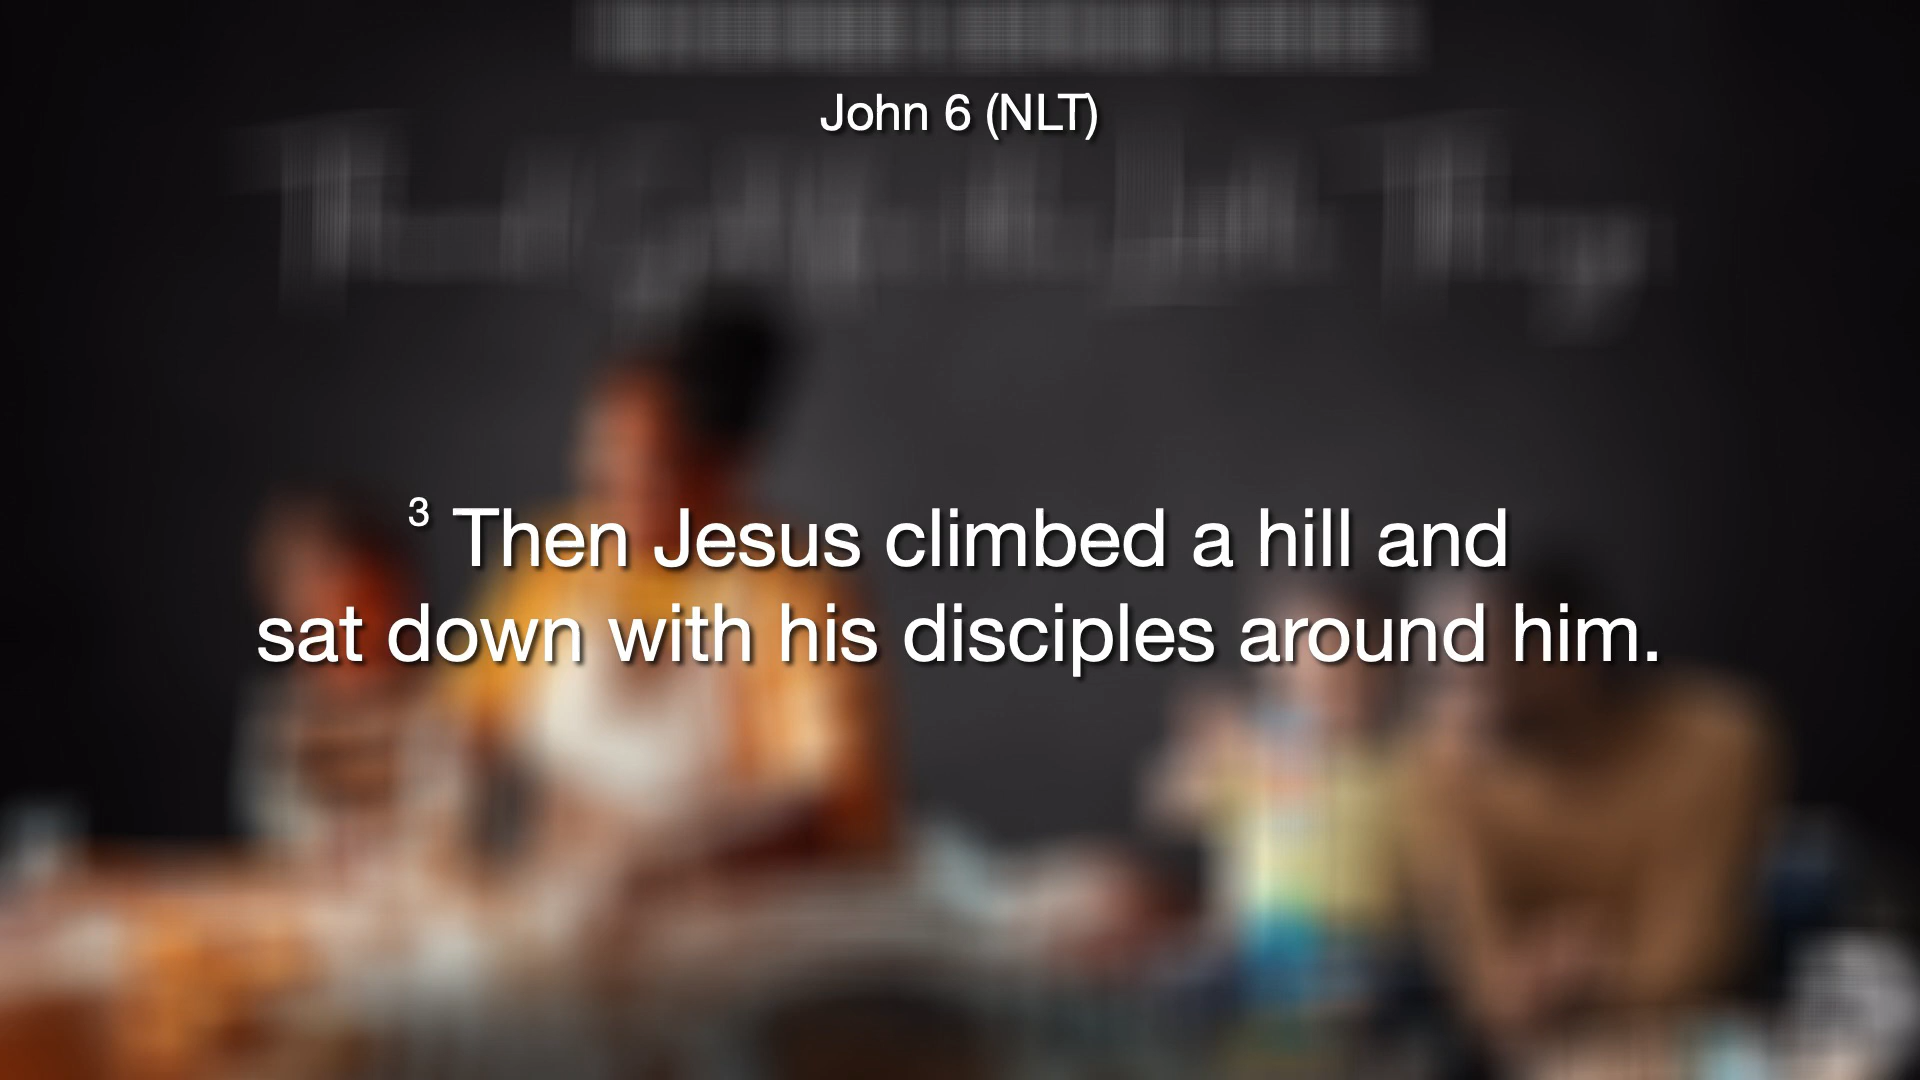 John 6 (NLT)
3 Then Jesus climbed a hill and
sat down with his disciples around him.